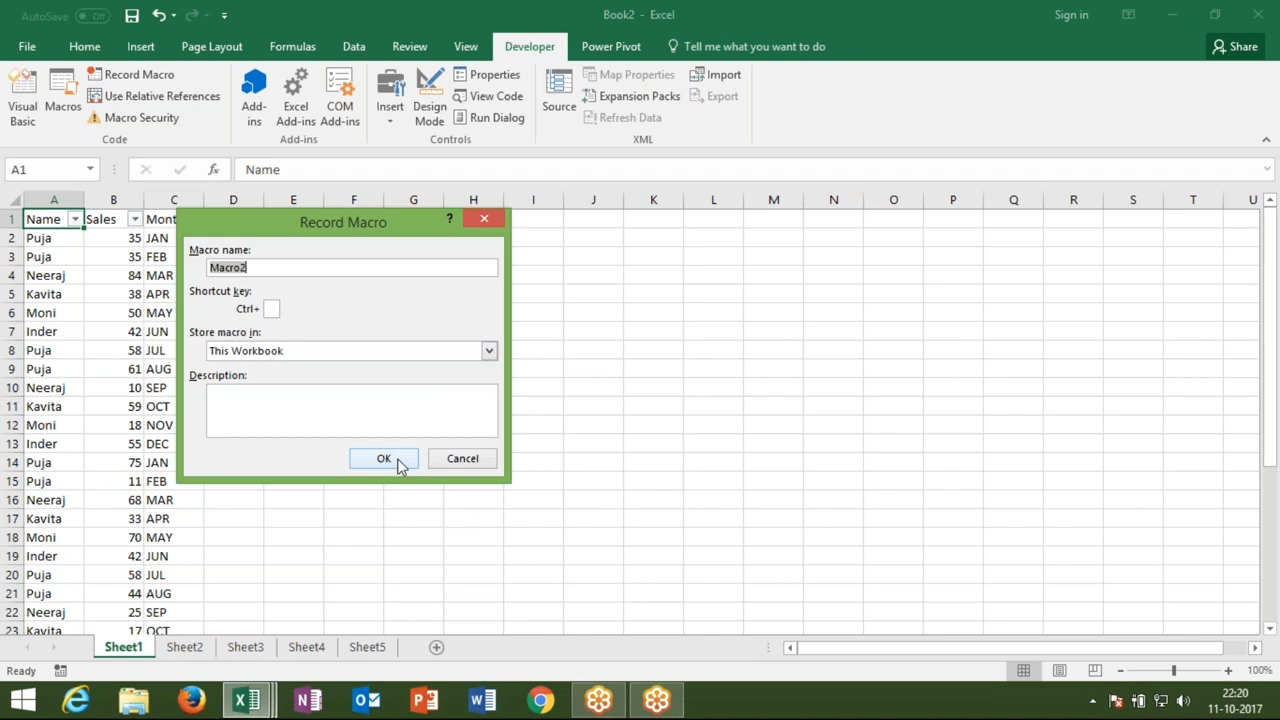 AutoSave Off
Book2 - Excel
Sign in
File Home Insert Page Layout Formulas Data Review View Developer Power Pivot Tell me what you want to do Share
Visual Basic
Macros
Record Macro
Use Relative References
Macro Security
Code
Add-ins
Excel Add-ins
COM Add-ins
Add-ins
Insert
Design Mode
Properties
View Code
Run Dialog
Controls
Source
Map Properties
Expansion Packs
Refresh Data
Import
Export
XML
A1 fx Name
A B C D E F G H I J K L M N O P Q R S T U
1 Name Sales Mont
2 Puja 35 JAN
3 Puja 35 FEB
4 Neeraj 84 MAR
5 Kavita 38 APR
6 Moni 50 MAY
7 Inder 42 JUN
8 Puja 58 JUL
9 Puja 61 AUG
10 Neeraj 10 SEP
11 Kavita 59 OCT
12 Moni 18 NOV
13 Inder 55 DEC
14 Puja 75 JAN
15 Puja 11 FEB
16 Neeraj 68 MAR
17 Kavita 33 APR
18 Moni 70 MAY
19 Inder 42 JUN
20 Puja 58 JUL
21 Puja 44 AUG
22 Neeraj 25 SEP
23 Kavita 17 OCT
Record Macro ?
Macro name:
Macro2
Shortcut key:
Ctrl+
Store macro in:
This Workbook
Description:
OK Cancel
Sheet1 Sheet2 Sheet3 Sheet4 Sheet5
Ready 100%
22:20
11-10-2017